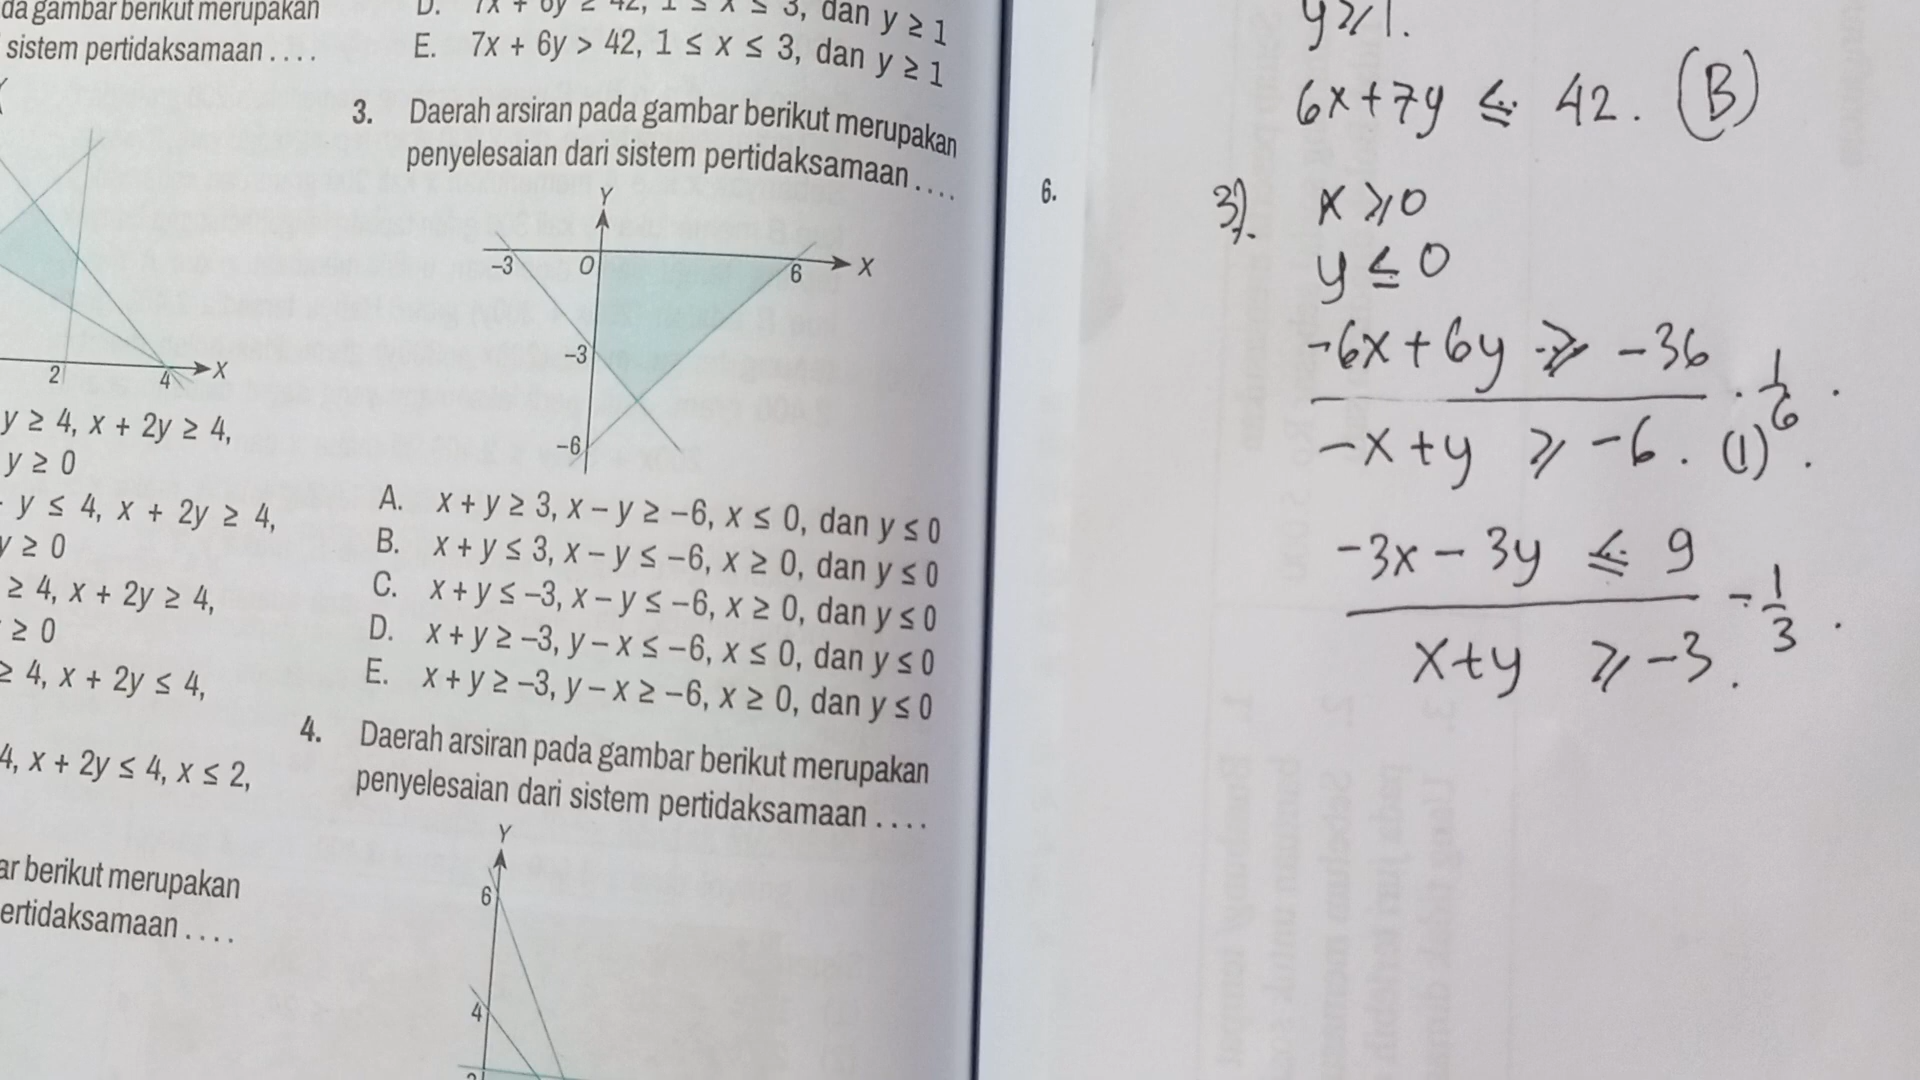 da gambar berikut merupakan
sistem pertidaksamaan . . . .
2
4
X
y ≥ 4, x + 2y ≥ 4,
y ≥ 0
y ≤ 4, x + 2y ≥ 4,
y ≥ 0
≥ 4, x + 2y ≥ 4,
≥ 0
≥ 4, x + 2y ≤ 4,
4, x + 2y ≤ 4, x ≤ 2,
ar berikut merupakan
ertidaksamaan . . . .
D. 7x + 6y ≥ 42, 1 ≤ x ≤ 3, dan y ≥ 1
E. 7x + 6y > 42, 1 ≤ x ≤ 3, dan y ≥ 1
3. Daerah arsiran pada gambar berikut merupakan
penyelesaian dari sistem pertidaksamaan . . . .
Y
-3 0 6 X
-3
-6
A. x + y ≥ 3, x – y ≥ –6, x ≤ 0, dan y ≤ 0
B. x + y ≤ 3, x – y ≤ –6, x ≥ 0, dan y ≤ 0
C. x + y ≤ –3, x – y ≤ –6, x ≥ 0, dan y ≤ 0
D. x + y ≥ –3, y – x ≤ –6, x ≤ 0, dan y ≤ 0
E. x + y ≥ –3, y – x ≥ –6, x ≥ 0, dan y ≤ 0
4. Daerah arsiran pada gambar berikut merupakan
penyelesaian dari sistem pertidaksamaan . . . .
Y
6
4
6.
y ≥ 1.
6x + 7y ≤ 42. (B)
3). x ≥ 0
y ≤ 0
-6x + 6y ≥ -36 . 1/6 .
-x + y ≥ -6. (1) .
-3x - 3y ≤ 9
- 1/3 .
x + y ≥ -3.